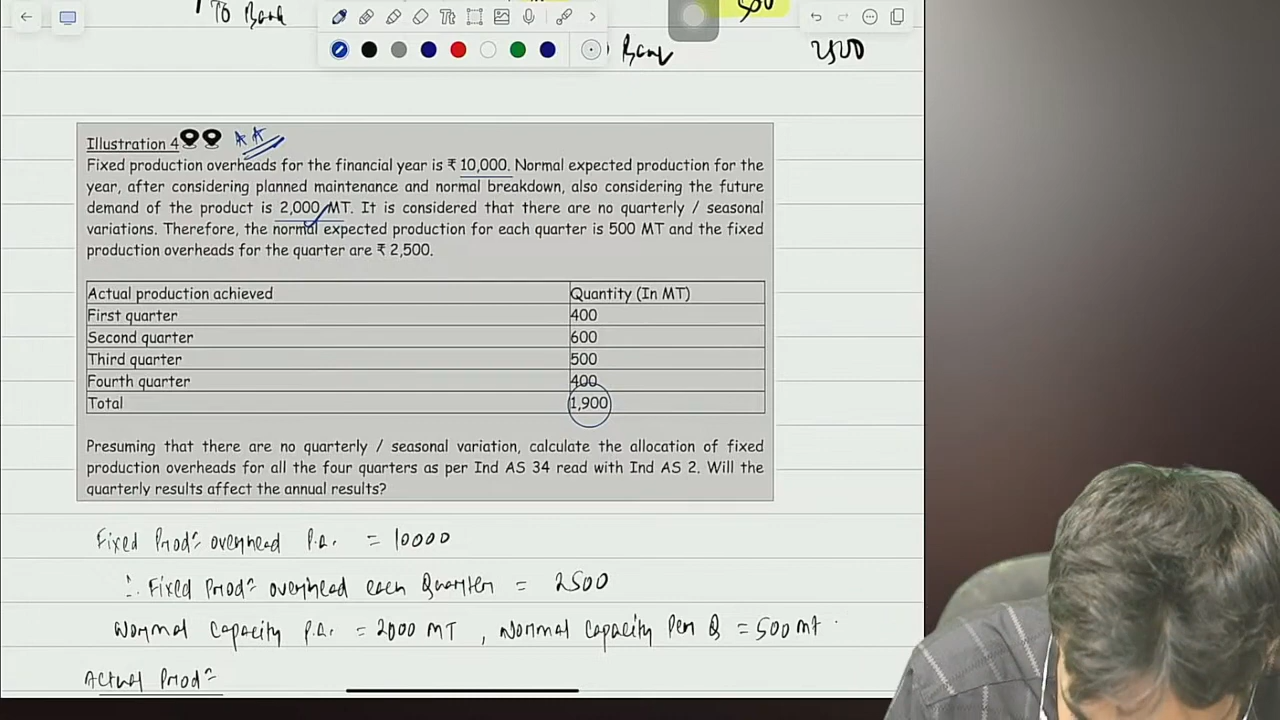 To Bank
500
Bank
2500
Illustration 4
Fixed production overheads for the financial year is ₹ 10,000. Normal expected production for the
year, after considering planned maintenance and normal breakdown, also considering the future
demand of the product is 2,000 MT. It is considered that there are no quarterly / seasonal
variations. Therefore, the normal expected production for each quarter is 500 MT and the fixed
production overheads for the quarter are ₹ 2,500.
Actual production achieved Quantity (In MT)
First quarter 400
Second quarter 600
Third quarter 500
Fourth quarter 400
Total 1,900
Presuming that there are no quarterly / seasonal variation, calculate the allocation of fixed
production overheads for all the four quarters as per Ind AS 34 read with Ind AS 2. Will the
quarterly results affect the annual results?
Fixed Prodⁿ overhead P.a. = 10000
∴ Fixed Prodⁿ overhead each Quarter = 2500
Normal Capacity P.a. = 2000 MT , Normal Capacity Per Q = 500 mt
Actual Prodⁿ